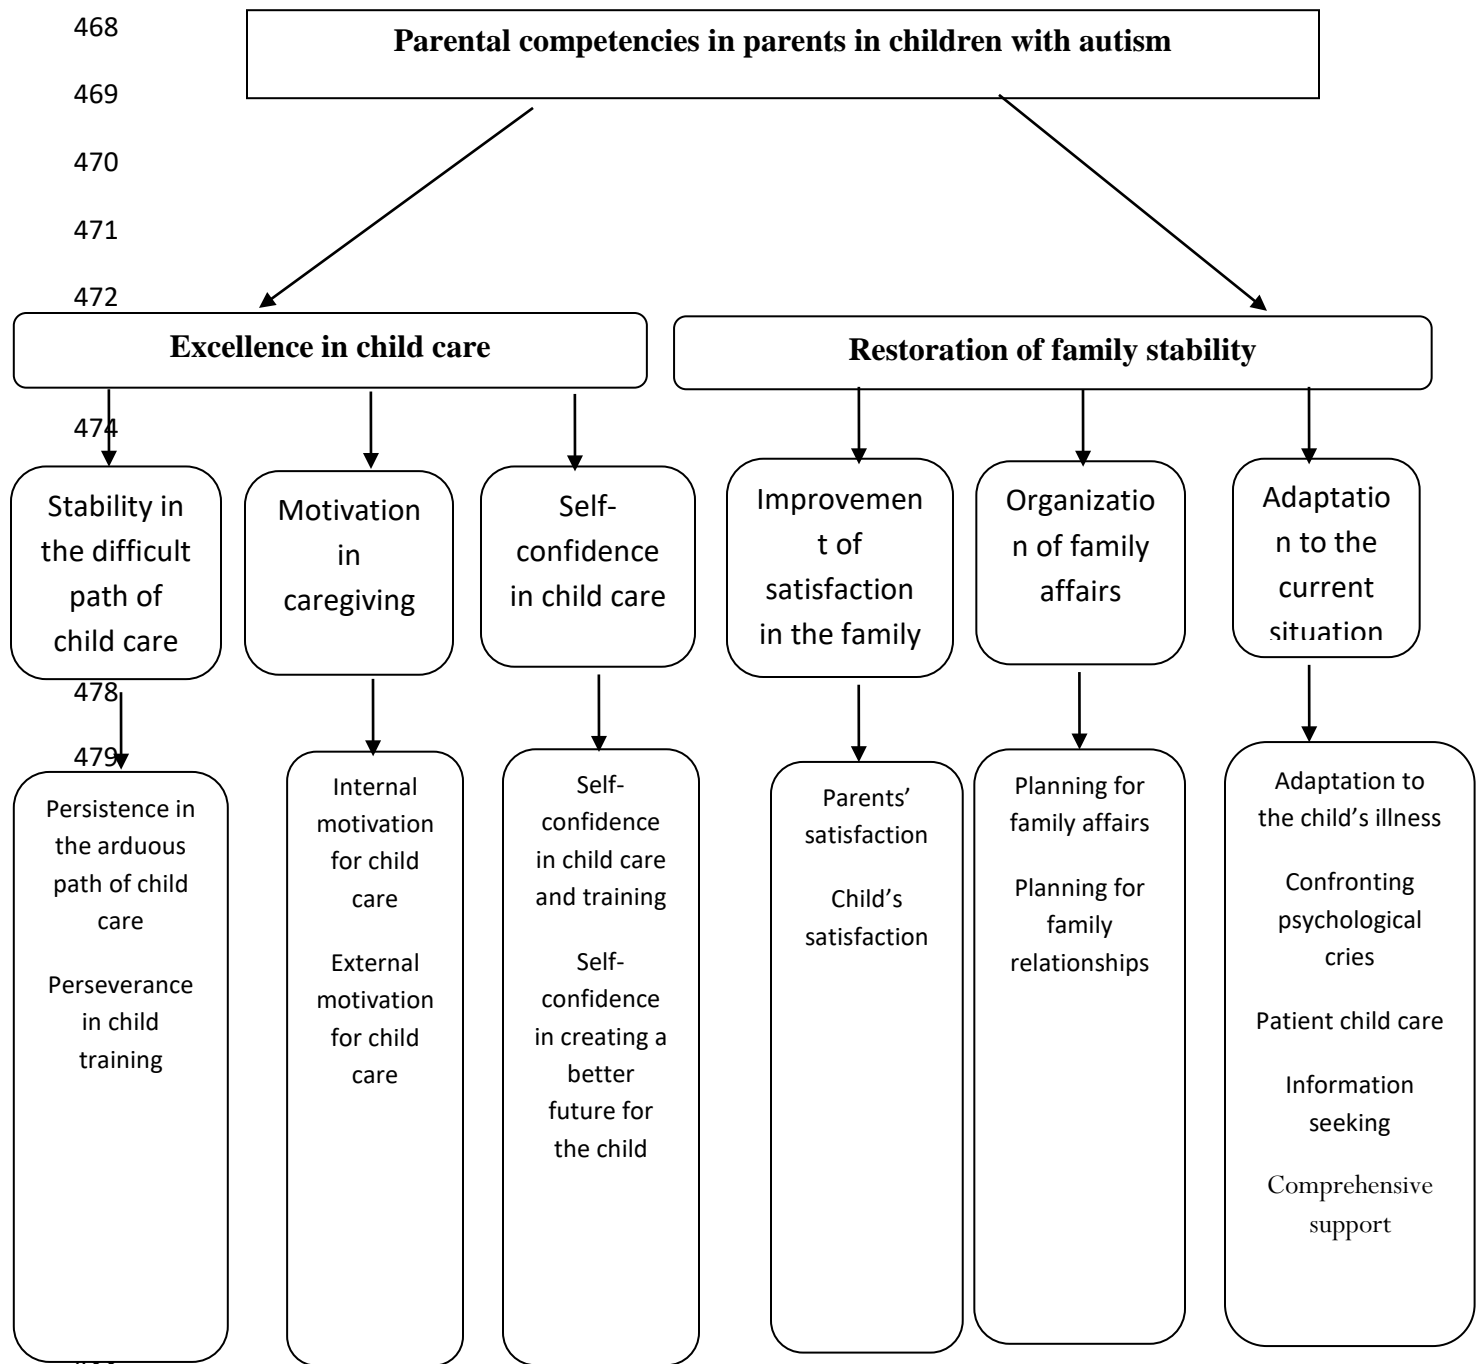 468
Parental competencies in parents in children with autism
469
470
471
472
Excellence in child care
Restoration of family stability
474
Stability in
the difficult
path of
child care
Motivation
in
caregiving
Self-
confidence
in child care
Improvemen
t of
satisfaction
in the family
Organizatio
n of family
affairs
Adaptatio
n to the
current
situation
478
479
Persistence in
the arduous
path of child
care
Perseverance
in child
training
Internal
motivation
for child
care
External
motivation
for child
care
Self-
confidence
in child care
and training
Self-
confidence
in creating a
better
future for
the child
Parents’
satisfaction
Child’s
satisfaction
Planning for
family affairs
Planning for
family
relationships
Adaptation to
the child’s illness
Confronting
psychological
cries
Patient child care
Information
seeking
Comprehensive
support